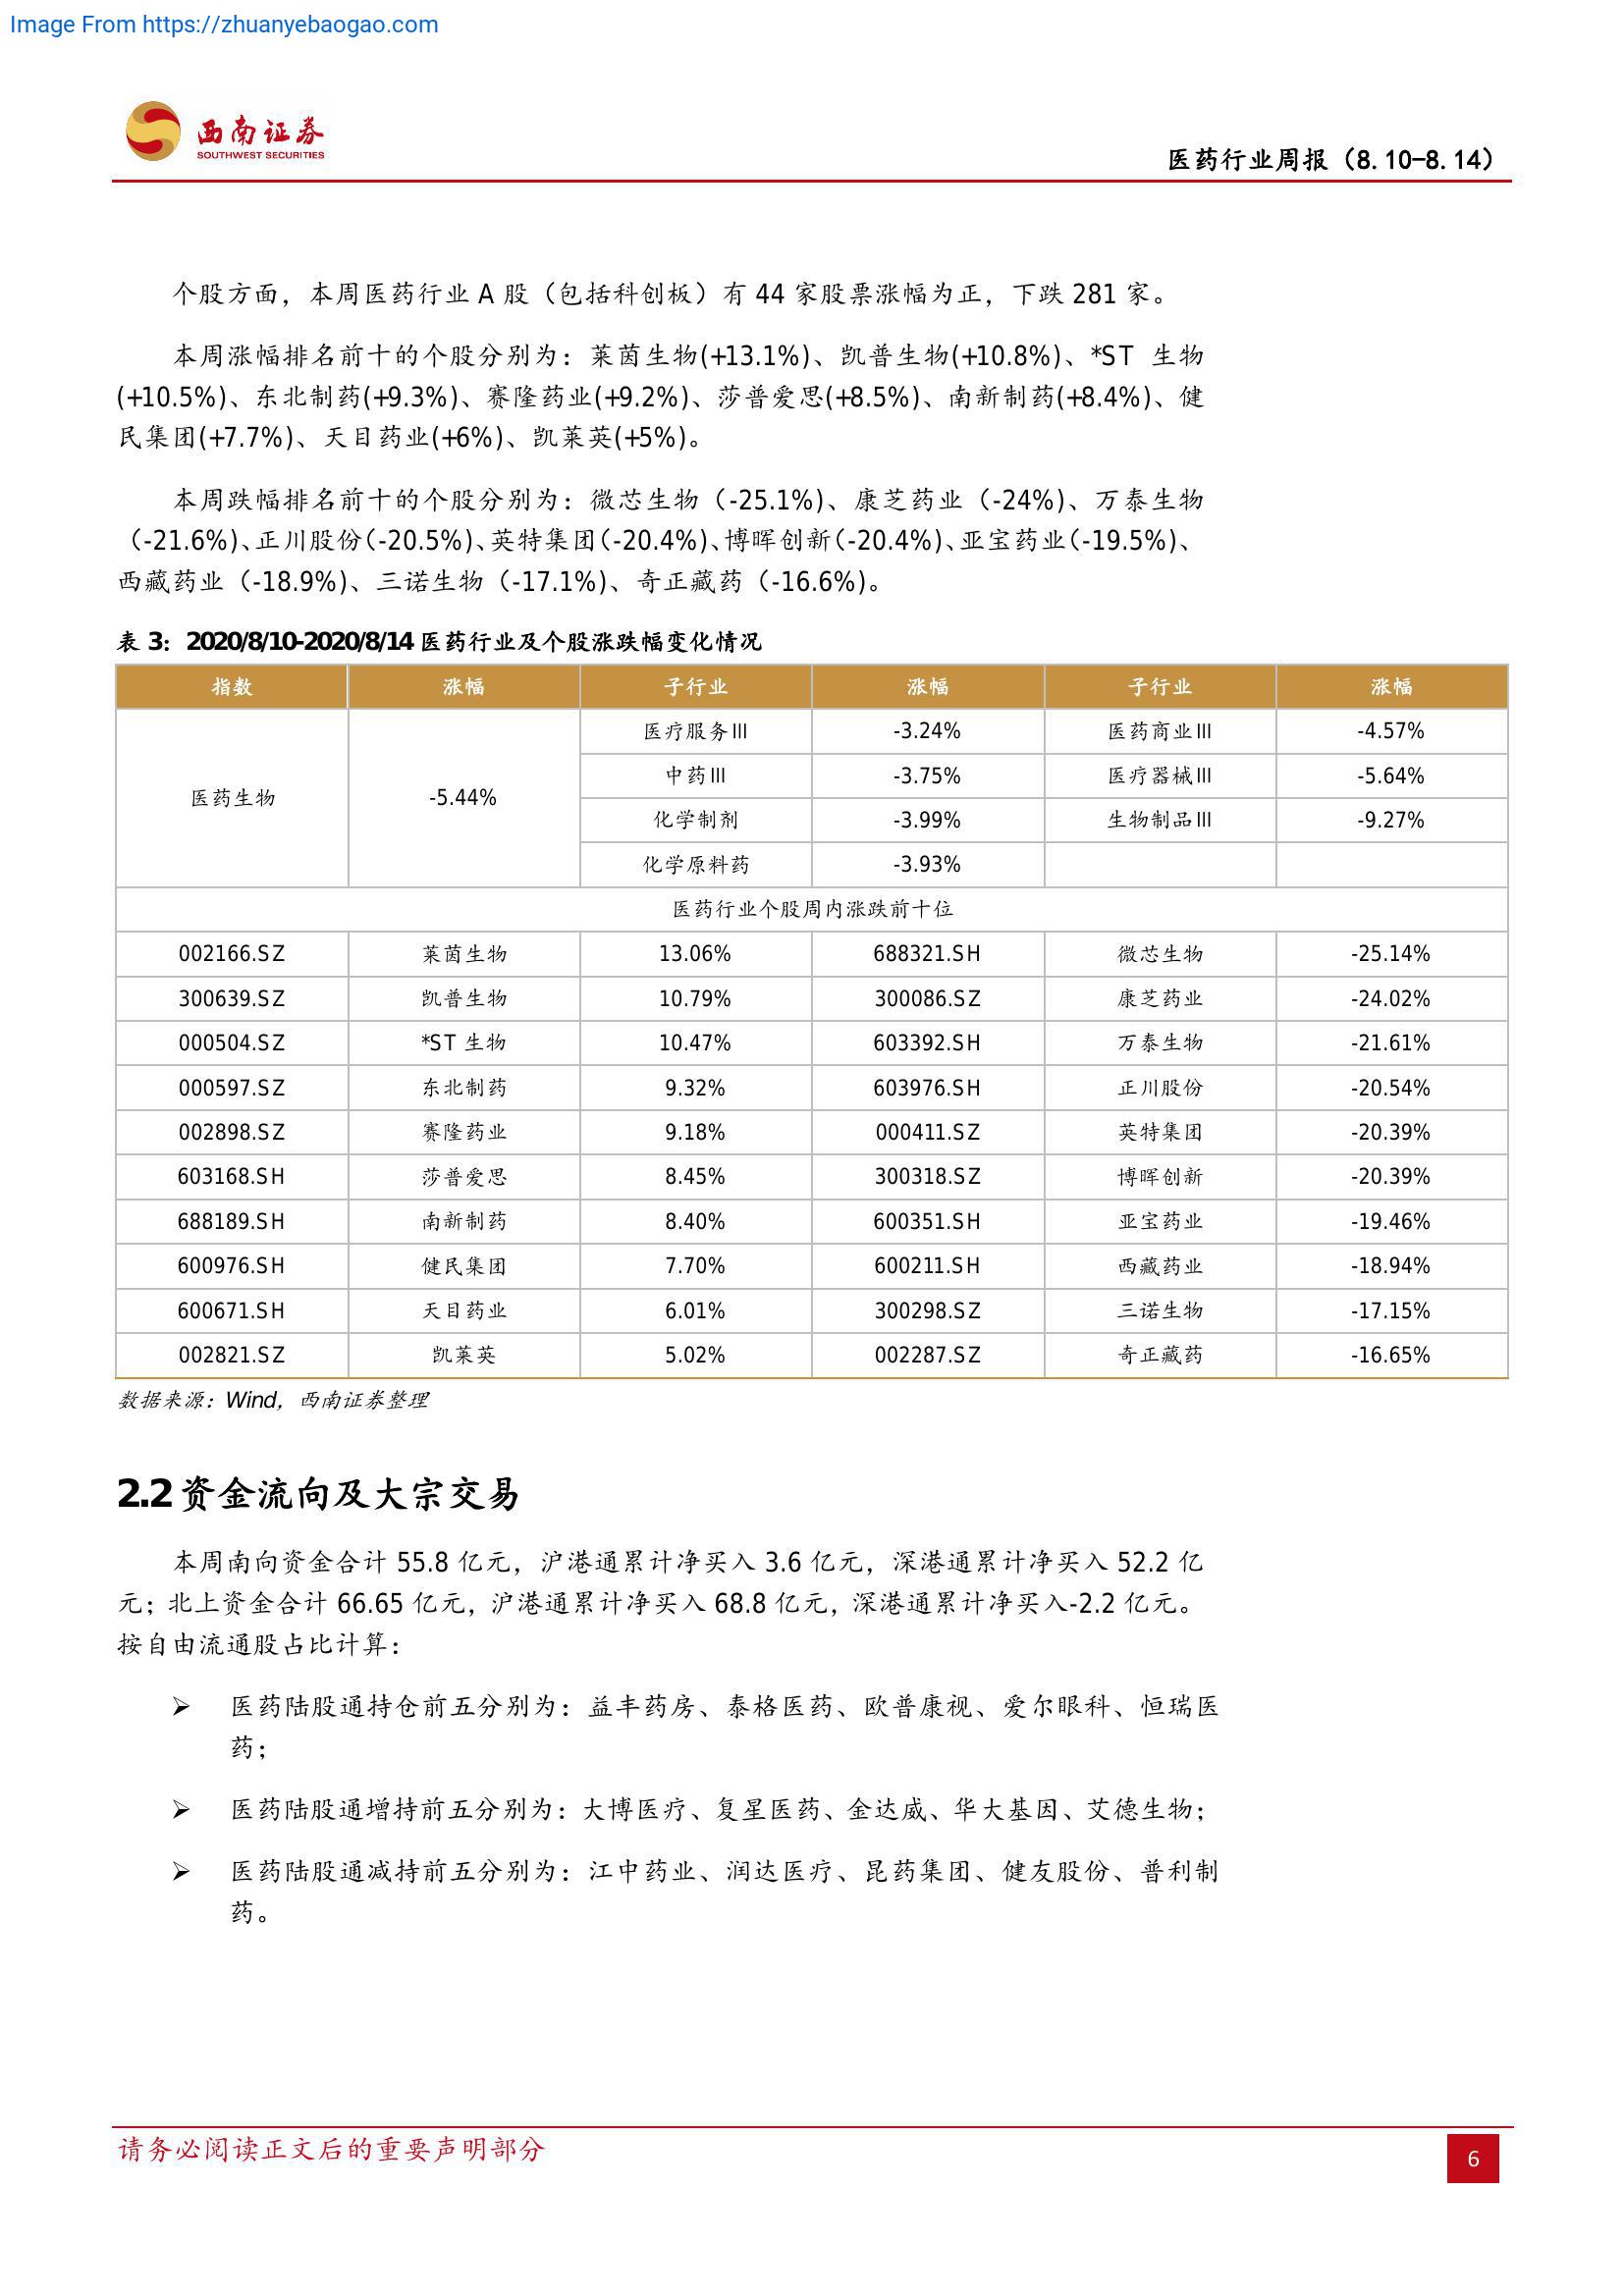 Image From https://zhuanyebaogao.com
西南证券
SOUTHWEST SECURITIES
医药行业周报（8.10-8.14）
个股方面，本周医药行业 A 股（包括科创板）有 44 家股票涨幅为正，下跌 281 家。
本周涨幅排名前十的个股分别为：莱茵生物(+13.1%)、凯普生物(+10.8%)、*ST 生物
(+10.5%)、东北制药(+9.3%)、赛隆药业(+9.2%)、莎普爱思(+8.5%)、南新制药(+8.4%)、健
民集团(+7.7%)、天目药业(+6%)、凯莱英(+5%)。
本周跌幅排名前十的个股分别为：微芯生物（-25.1%)、康芝药业（-24%)、万泰生物
（-21.6%)、正川股份（-20.5%)、英特集团（-20.4%)、博晖创新（-20.4%)、亚宝药业（-19.5%)、
西藏药业（-18.9%)、三诺生物（-17.1%)、奇正藏药（-16.6%)。
表 3：2020/8/10-2020/8/14 医药行业及个股涨跌幅变化情况
指数 涨幅 子行业 涨幅 子行业 涨幅
医疗服务Ⅲ -3.24% 医药商业Ⅲ -4.57%
中药Ⅲ -3.75% 医疗器械Ⅲ -5.64%
医药生物 -5.44%
化学制剂 -3.99% 生物制品Ⅲ -9.27%
化学原料药 -3.93%
医药行业个股周内涨跌前十位
002166.SZ 莱茵生物 13.06% 688321.SH 微芯生物 -25.14%
300639.SZ 凯普生物 10.79% 300086.SZ 康芝药业 -24.02%
000504.SZ *ST 生物 10.47% 603392.SH 万泰生物 -21.61%
000597.SZ 东北制药 9.32% 603976.SH 正川股份 -20.54%
002898.SZ 赛隆药业 9.18% 000411.SZ 英特集团 -20.39%
603168.SH 莎普爱思 8.45% 300318.SZ 博晖创新 -20.39%
688189.SH 南新制药 8.40% 600351.SH 亚宝药业 -19.46%
600976.SH 健民集团 7.70% 600211.SH 西藏药业 -18.94%
600671.SH 天目药业 6.01% 300298.SZ 三诺生物 -17.15%
002821.SZ 凯莱英 5.02% 002287.SZ 奇正藏药 -16.65%
数据来源：Wind，西南证券整理
2.2 资金流向及大宗交易
本周南向资金合计 55.8 亿元，沪港通累计净买入 3.6 亿元，深港通累计净买入 52.2 亿
元；北上资金合计 66.65 亿元，沪港通累计净买入 68.8 亿元，深港通累计净买入-2.2 亿元。
按自由流通股占比计算：
➢ 医药陆股通持仓前五分别为：益丰药房、泰格医药、欧普康视、爱尔眼科、恒瑞医
药；
➢ 医药陆股通增持前五分别为：大博医疗、复星医药、金达威、华大基因、艾德生物；
➢ 医药陆股通减持前五分别为：江中药业、润达医疗、昆药集团、健友股份、普利制
药。
请务必阅读正文后的重要声明部分
6